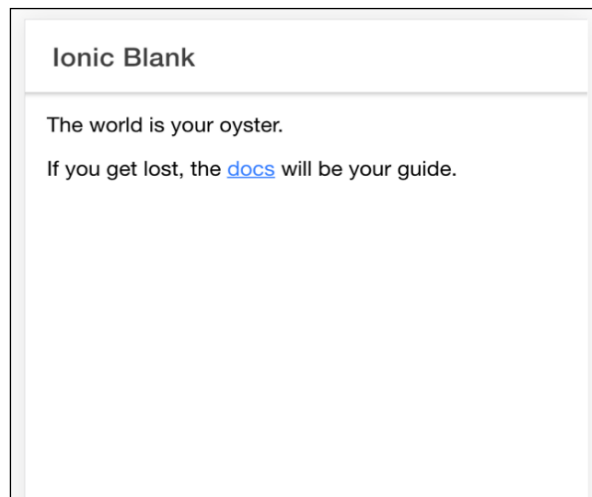 Ionic Blank
The world is your oyster.
If you get lost, the docs will be your guide.